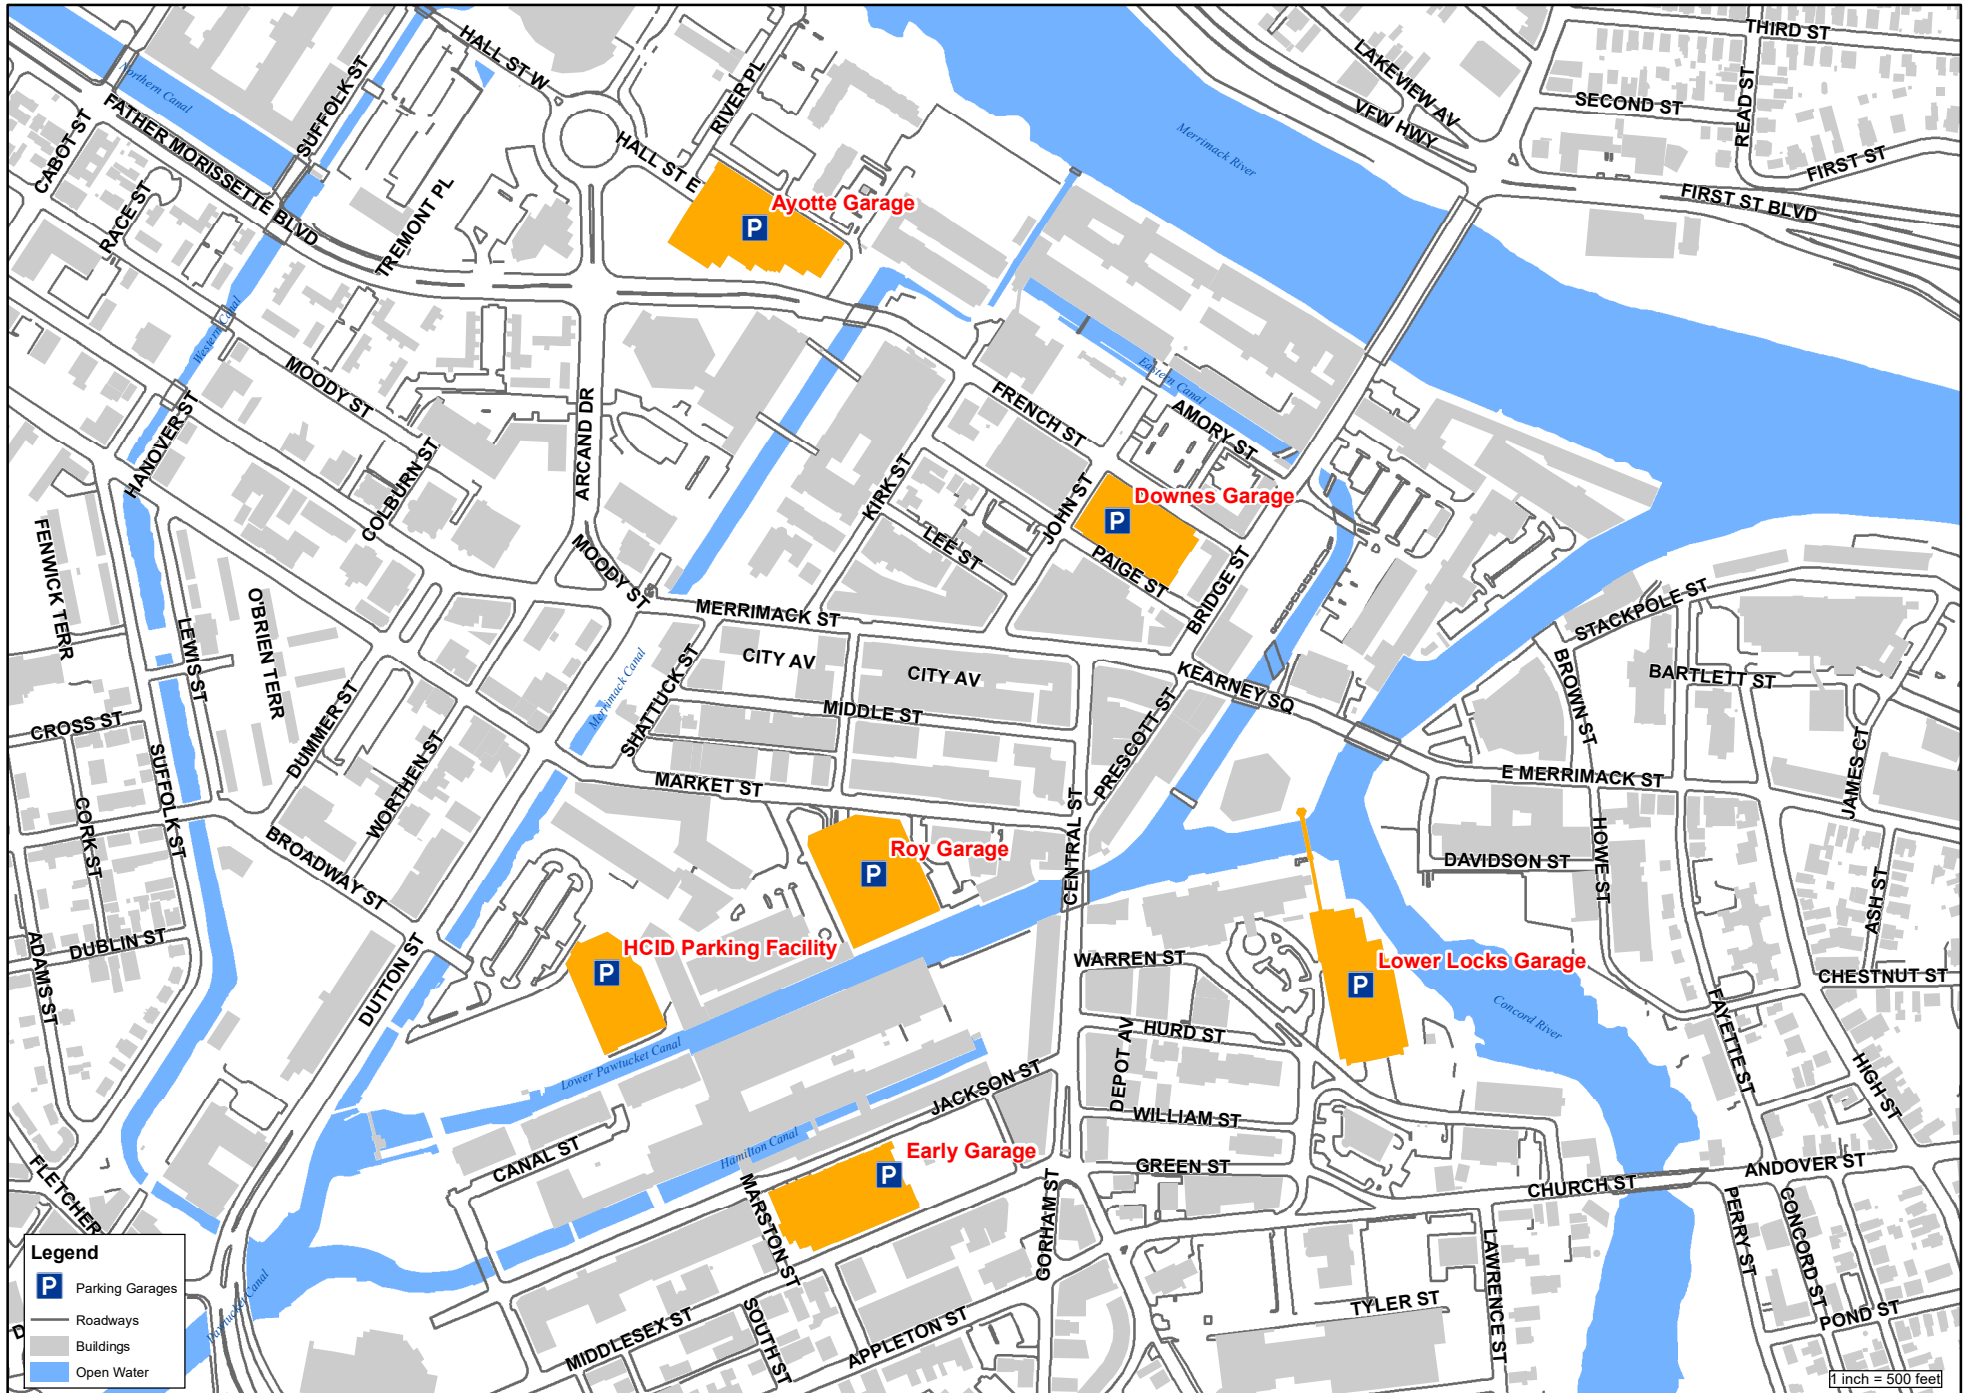 THIRD ST
LAKEVIEW AV
HALL ST W
RIVER PL
SUFFOLK ST
Northern Canal
READ ST
SECOND ST
VFW HWY
FATHER MORISSETTE BLVD
CABOT ST
Merrimack River
HALL ST E
FIRST ST
FIRST ST BLVD
RACE ST
TREMONT PL
Ayotte Garage
P
Western Canal
MOODY ST
Eastern Canal
ARCAND DR
FRENCH ST
AMORY ST
HANOVER ST
COLBURN ST
KIRK ST
JOHN ST
Downes Garage
P
LEE ST
PAIGE ST
BRIDGE ST
FENWICK TERR
MOODY ST
O'BRIEN TERR
LEWIS ST
MERRIMACK ST
STACKPOLE ST
CITY AV
CITY AV
Merrimack Canal
SHATTUCK ST
KEARNEY SQ
BROWN ST
BARTLETT ST
MIDDLE ST
PRESCOTT ST
CROSS ST
DUMMER ST
SUFFOLK ST
WORTHEN ST
MARKET ST
E MERRIMACK ST
JAMES CT
CORK ST
BROADWAY ST
CENTRAL ST
Roy Garage
P
DAVIDSON ST
HOWE ST
ASH ST
DUBLIN ST
ADAMS ST
DUTTON ST
HCID Parking Facility
P
WARREN ST
Lower Locks Garage
P
CHESTNUT ST
Concord River
HURD ST
DEPOT AV
FAYETTE ST
HIGH ST
Lower Pawtucket Canal
JACKSON ST
WILLIAM ST
Hamilton Canal
Early Garage
P
CANAL ST
GREEN ST
ANDOVER ST
CHURCH ST
FLETCHER
MARSTON ST
GORHAM ST
PERRY ST
CONCORD ST
LAWRENCE ST
Pawtucket Canal
SOUTH ST
MIDDLESEX ST
APPLETON ST
TYLER ST
POND ST
Legend
P Parking Garages
Roadways
Buildings
Open Water
1 inch = 500 feet